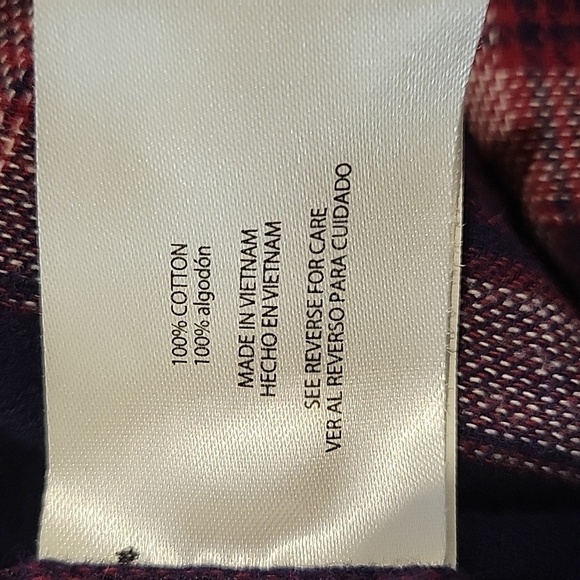 100% COTTON
100% algodón
MADE IN VIETNAM
HECHO EN VIETNAM
SEE REVERSE FOR CARE
VER AL REVERSO PARA CUIDADO